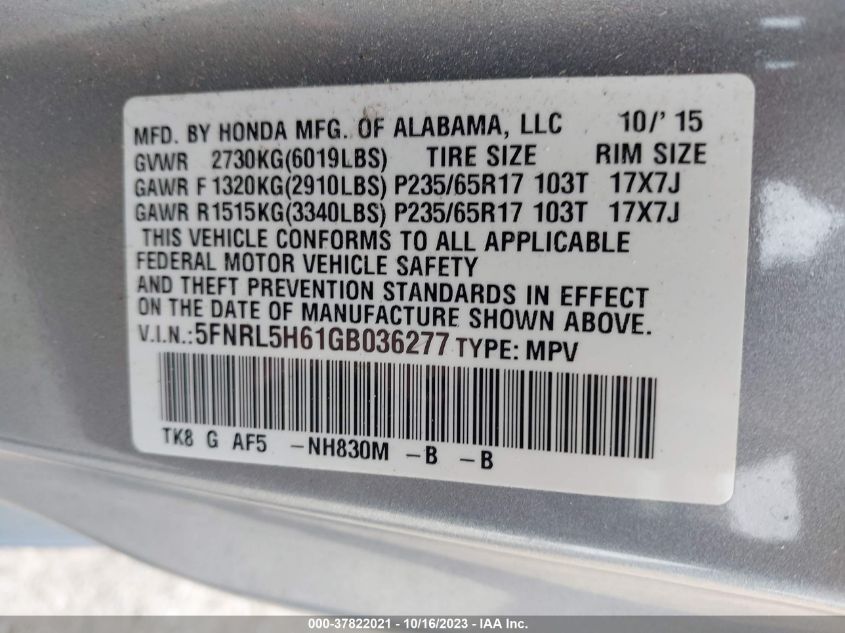 MFD. BY HONDA MFG. OF ALABAMA, LLC 10/' 15
GVWR 2730KG(6019LBS) TIRE SIZE RIM SIZE
GAWR F 1320KG(2910LBS) P235/65R17 103T 17X7J
GAWR R1515KG(3340LBS) P235/65R17 103T 17X7J
THIS VEHICLE CONFORMS TO ALL APPLICABLE
FEDERAL MOTOR VEHICLE SAFETY
AND THEFT PREVENTION STANDARDS IN EFFECT
ON THE DATE OF MANUFACTURE SHOWN ABOVE.
V.I.N.:5FNRL5H61GB036277 TYPE: MPV
TK8 G AF5 -NH830M -B -B
000-37822021 - 10/16/2023 - IAA Inc.